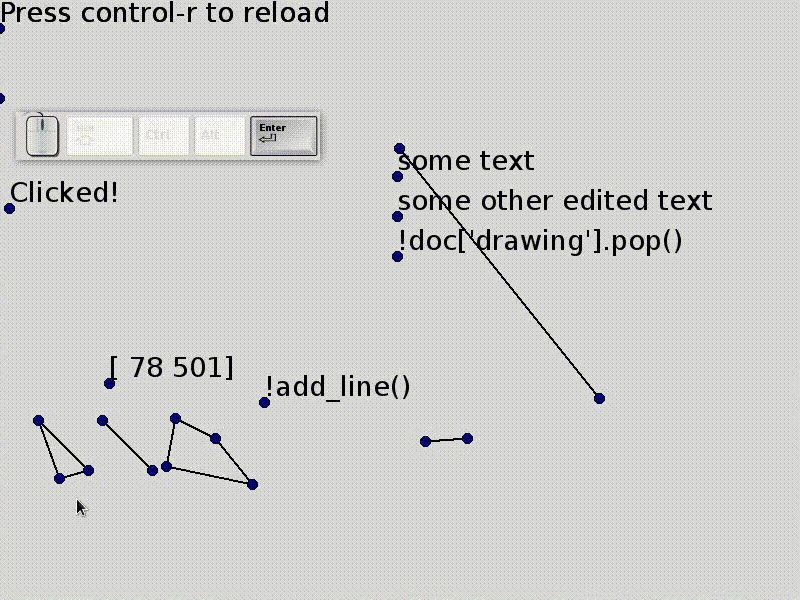 Press control-r to reload
Shift
Ctrl
Alt
Enter
Clicked!
some text
some other edited text
!doc['drawing'].pop()
[ 78 501]
!add_line()